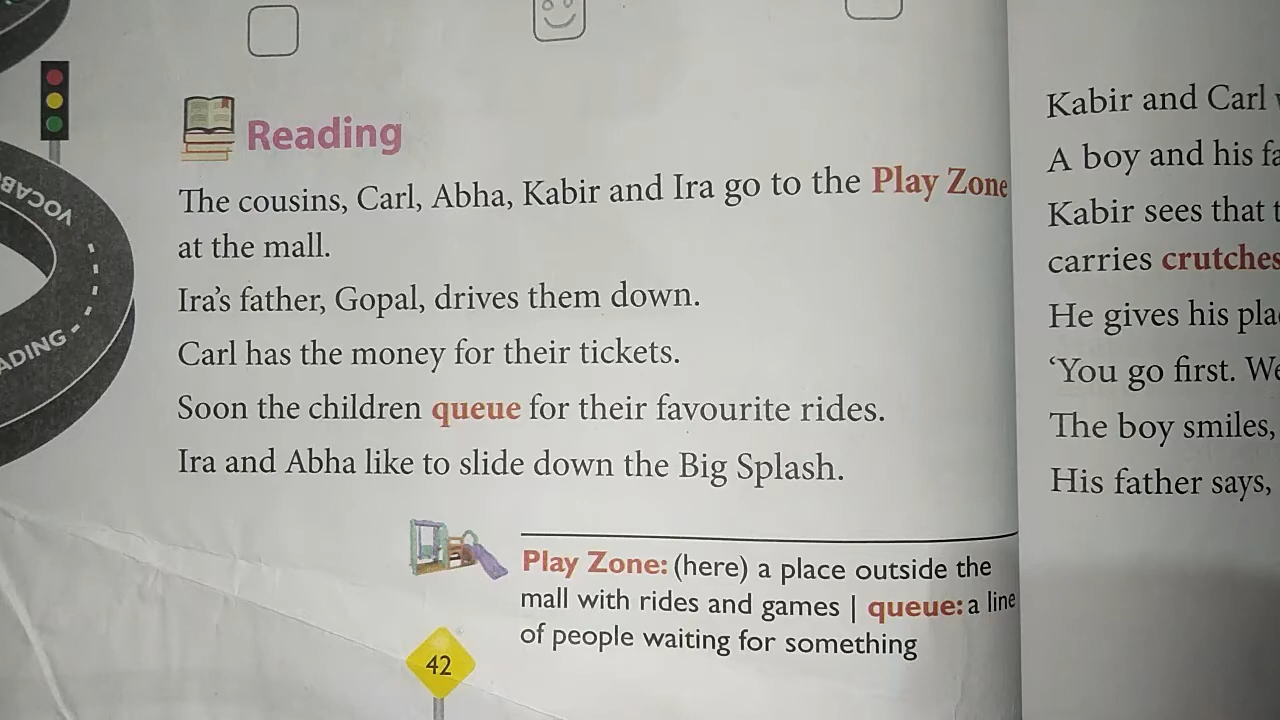 VOCAB
ADING
Reading
The cousins, Carl, Abha, Kabir and Ira go to the Play Zone
at the mall.
Ira's father, Gopal, drives them down.
Carl has the money for their tickets.
Soon the children queue for their favourite rides.
Ira and Abha like to slide down the Big Splash.
Play Zone: (here) a place outside the
mall with rides and games | queue: a line
of people waiting for something
42
Kabir and Carl
A boy and his
Kabir sees that
carries crutches
He gives his
‘You go first.
The boy smiles,
His father says,